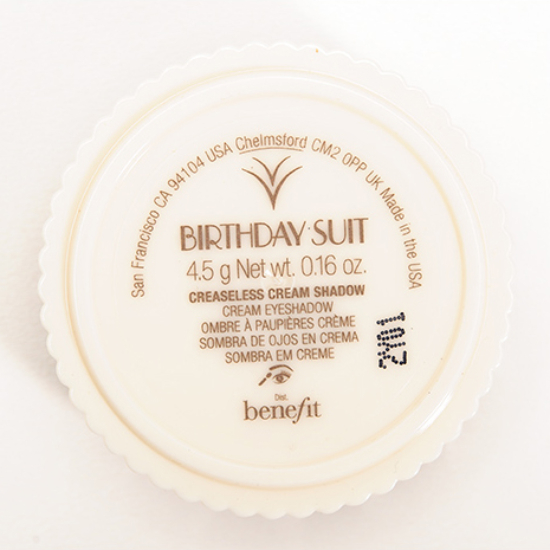 San Francisco CA 94104 USA Chelmsford CM2 0PP UK Made in the USA
BIRTHDAY·SUIT
4.5 g Net wt. 0.16 oz.
CREASELESS CREAM SHADOW
CREAM EYESHADOW
OMBRE À PAUPIÈRES CRÈME
SOMBRA DE OJOS EN CREMA
SOMBRA EM CREME
Dist.
benefit